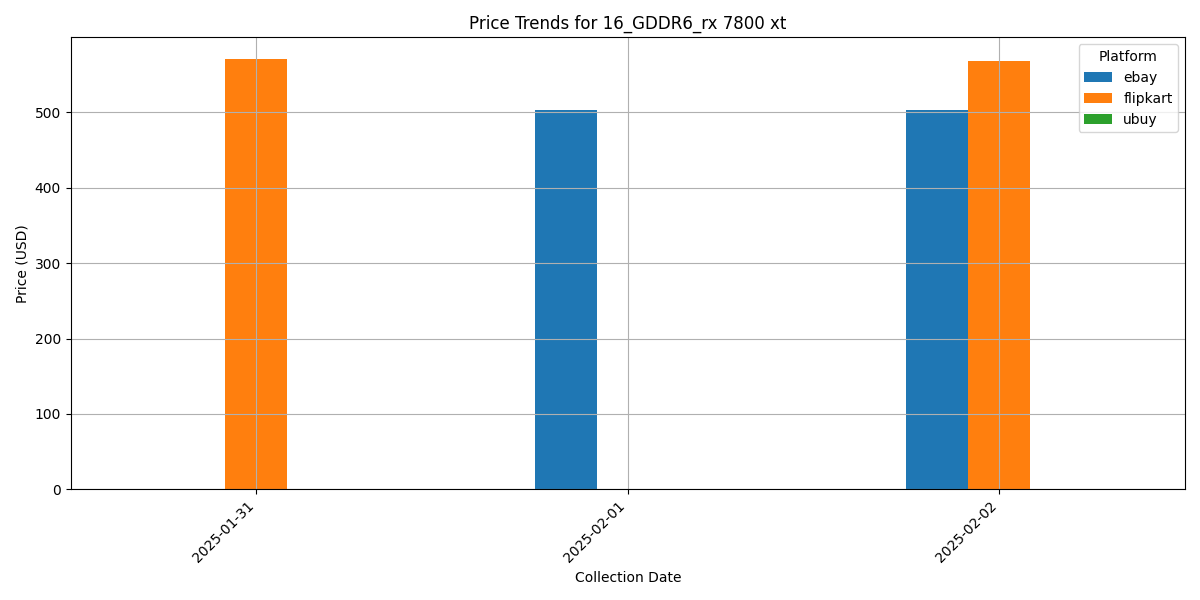 Price Trends for 16_GDDR6_rx 7800 xt
Platform
ebay
flipkart
ubuy
Price (USD)
500
400
300
200
100
0
2025-01-31
2025-02-01
2025-02-02
Collection Date